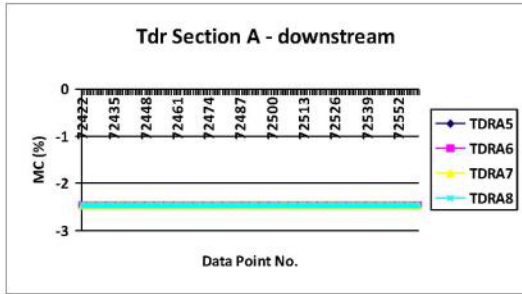 Tdr Section A - downstream
0
-1
-2
-3
MC (%)
72422
72435
72448
72461
72474
72487
72500
72513
72526
72539
72552
Data Point No.
TDRA5
TDRA6
TDRA7
TDRA8